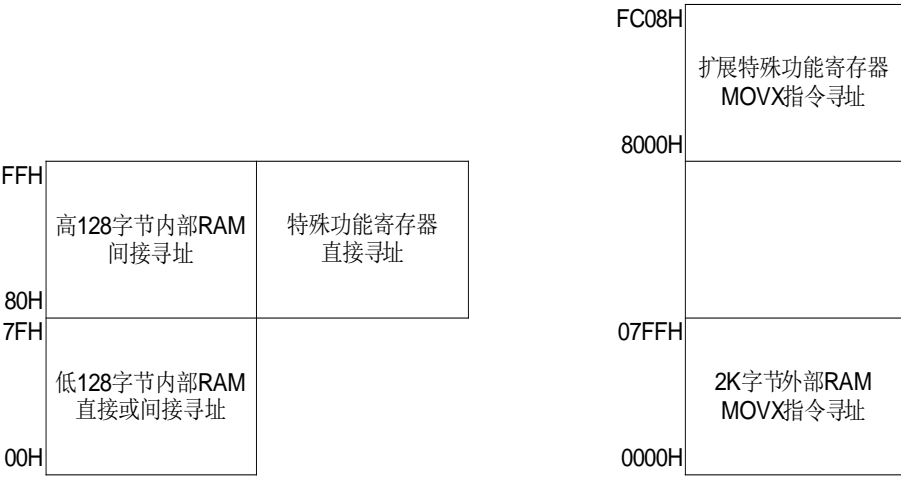 FC08H
扩展特殊功能寄存器
MOVX指令寻址
8000H
FFH
高128字节内部RAM
间接寻址
特殊功能寄存器
直接寻址
80H
7FH
07FFH
低128字节内部RAM
直接或间接寻址
2K字节外部RAM
MOVX指令寻址
00H
0000H